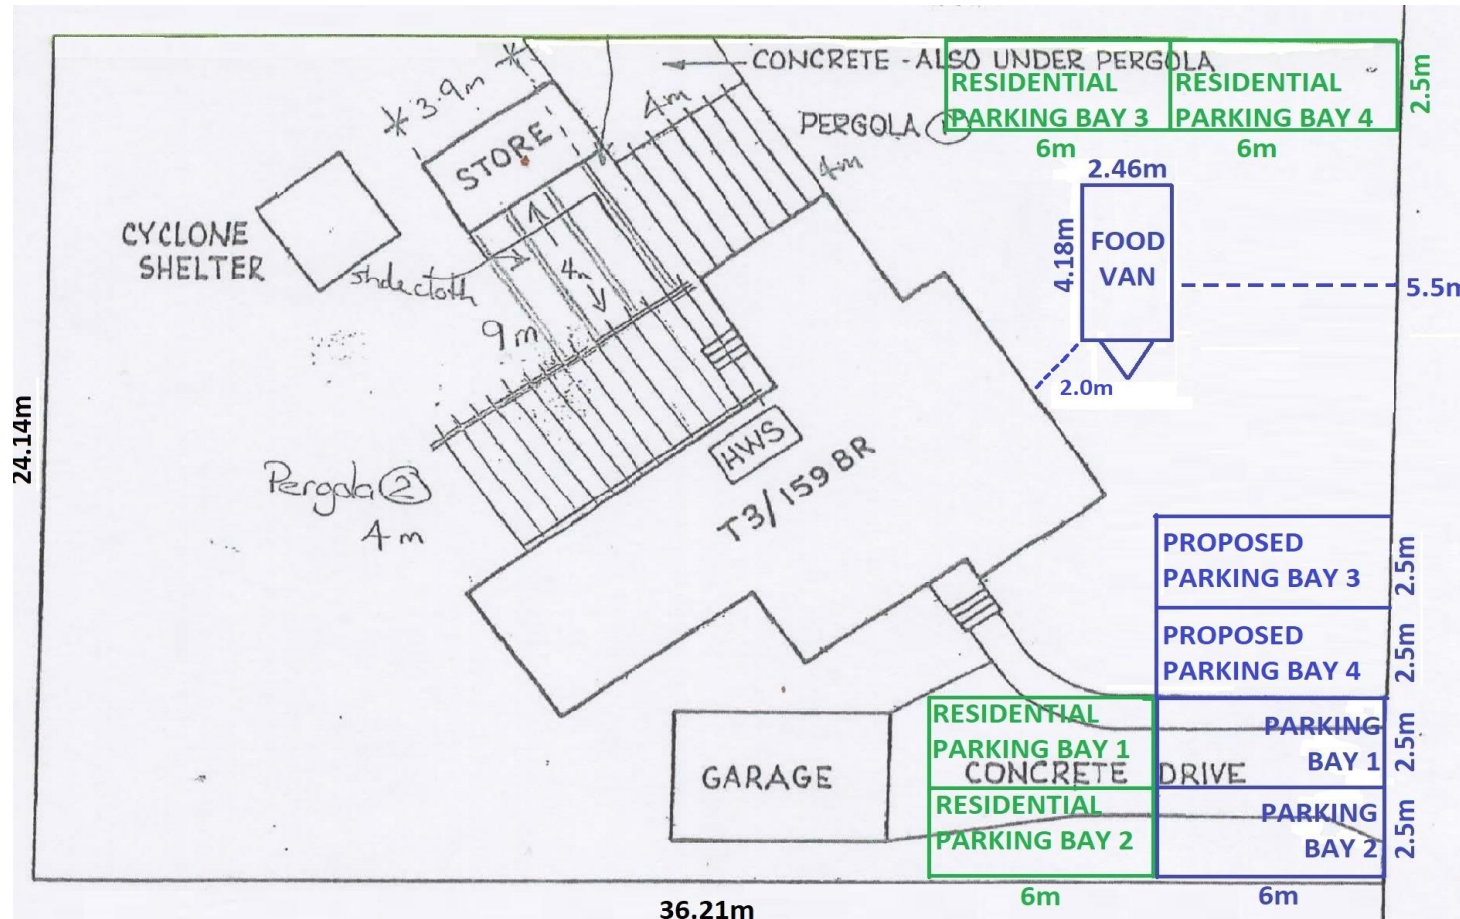 CONCRETE - ALSO UNDER PERGOLA
3.9m
4m
STORE
PERGOLA 1
4m
RESIDENTIAL
PARKING BAY 3
RESIDENTIAL
PARKING BAY 4
2.5m
6m
6m
2.46m
4.18m
FOOD
VAN
5.5m
2.0m
CYCLONE
SHELTER
shdecloth
4m
9m
24.14m
Pergola 2
4m
HWS
T3/159 BR
PROPOSED
PARKING BAY 3
2.5m
PROPOSED
PARKING BAY 4
2.5m
GARAGE
RESIDENTIAL
PARKING BAY 1
CONCRETE DRIVE
RESIDENTIAL
PARKING BAY 2
PARKING
BAY 1
2.5m
PARKING
BAY 2
2.5m
6m
6m
36.21m